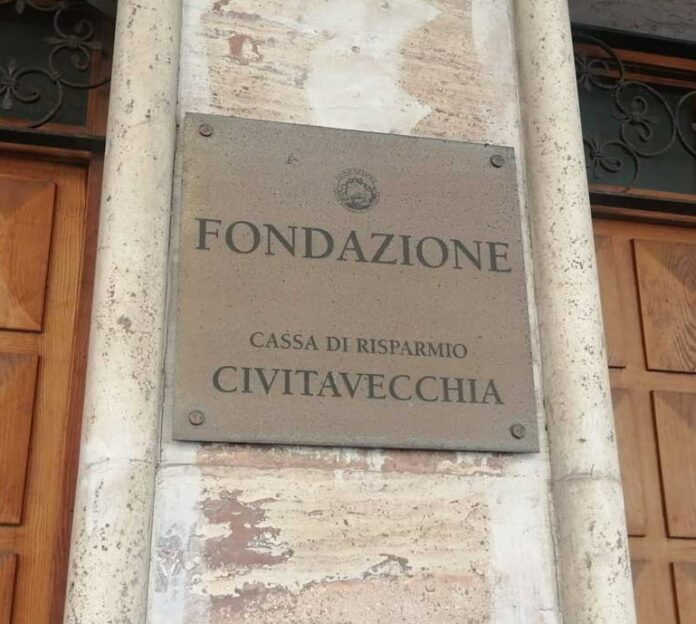 FONDAZIONE
CASSA DI RISPARMIO
CIVITAVECCHIA